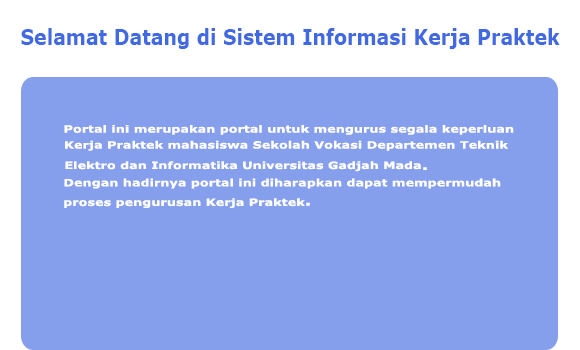 Selamat Datang di Sistem Informasi Kerja Praktek
Portal ini merupakan portal untuk mengurus segala keperluan
Kerja Praktek mahasiswa Sekolah Vokasi Departemen Teknik
Elektro dan Informatika Universitas Gadjah Mada.
Dengan hadirnya portal ini diharapkan dapat mempermudah
proses pengurusan Kerja Praktek.